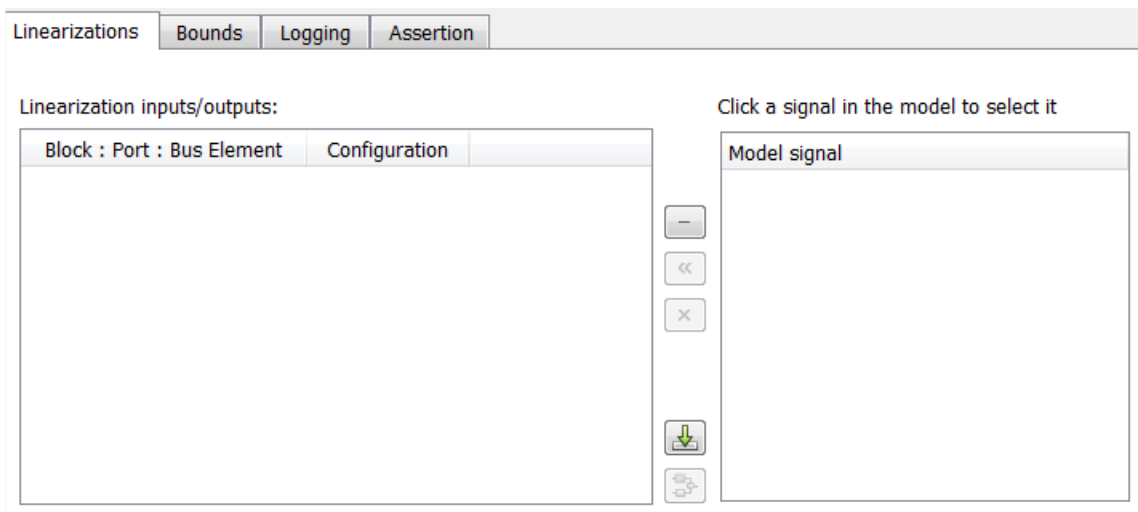 Linearizations Bounds Logging Assertion
Linearization inputs/outputs: Click a signal in the model to select it
Block : Port : Bus Element Configuration Model signal